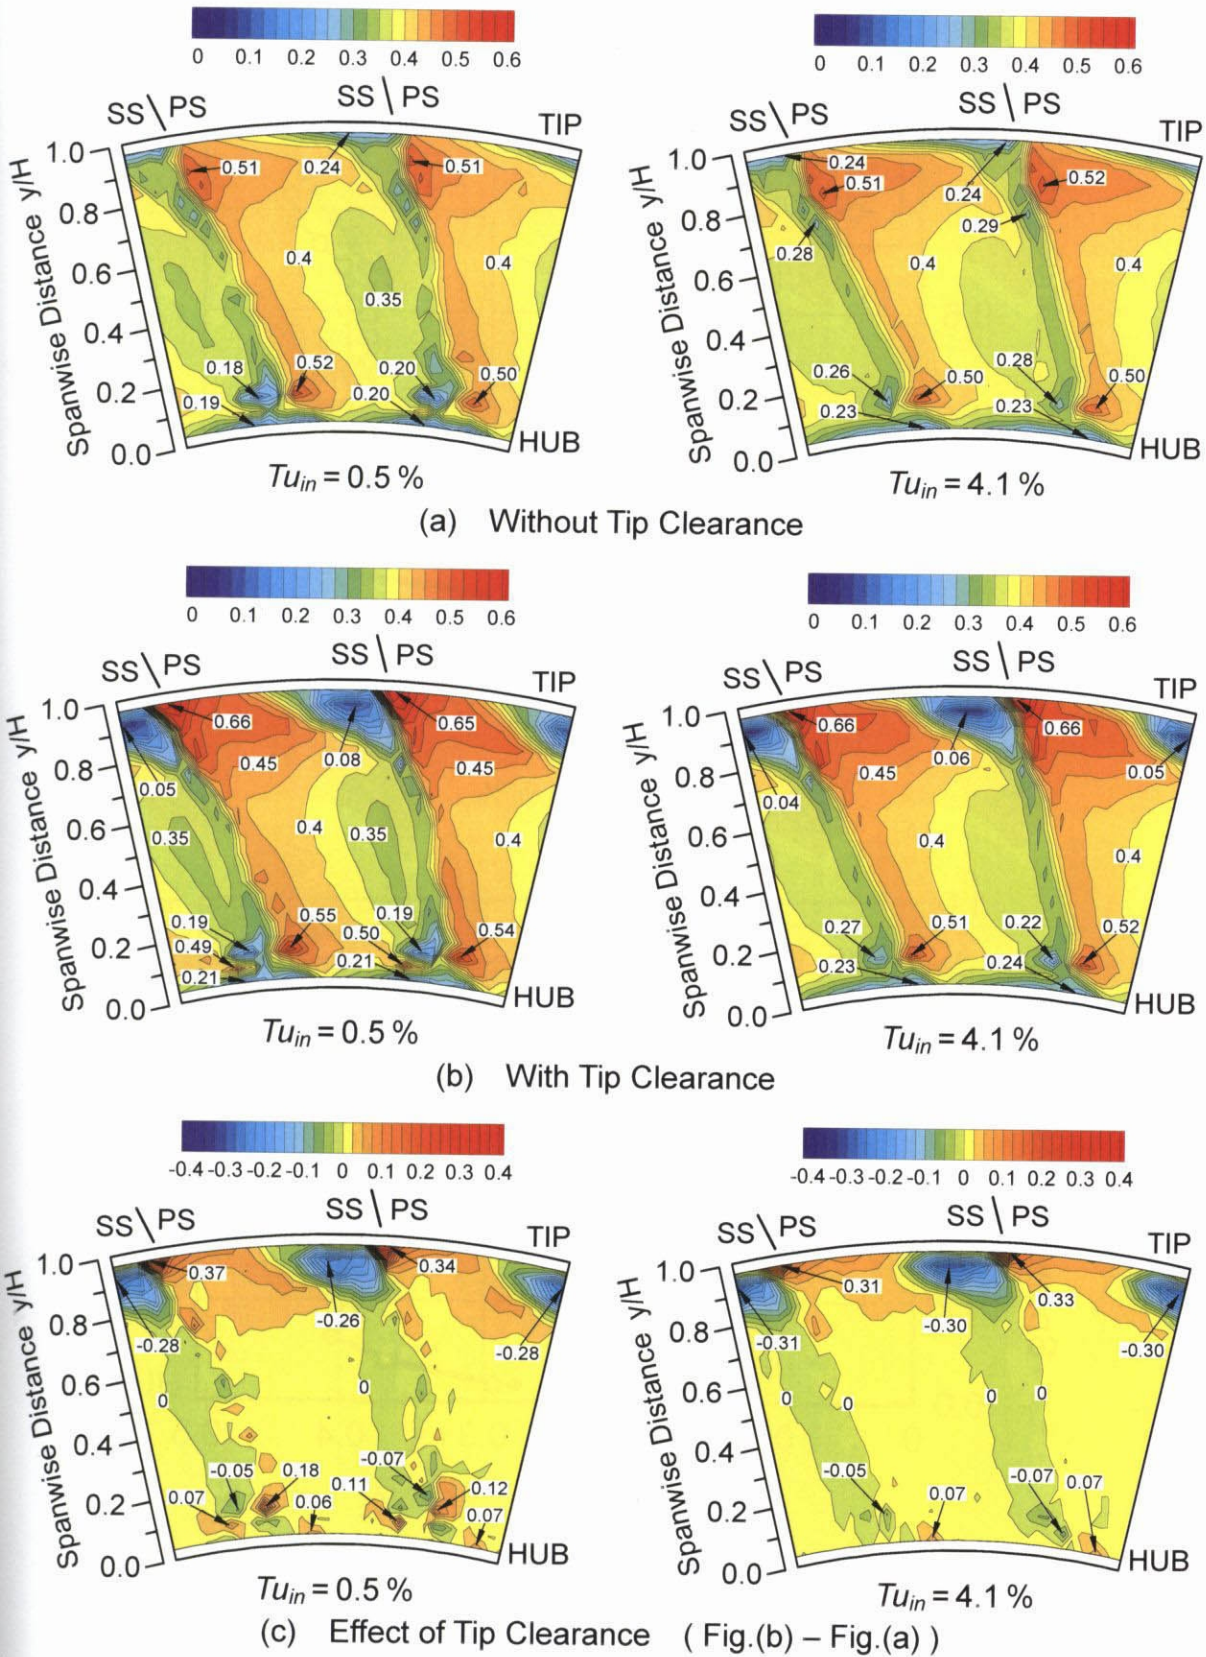 0 0.1 0.2 0.3 0.4 0.5 0.6
0 0.1 0.2 0.3 0.4 0.5 0.6
SS \ PS
SS \ PS
TIP
Spanwise Distance y/H
1.0
0.8
0.6
0.4
0.2
0.0
0.51
0.24
0.51
0.4
0.4
0.35
0.18
0.52
0.20
0.50
0.19
0.20
HUB
Tuin = 0.5 %
SS \ PS
SS \ PS
TIP
Spanwise Distance y/H
1.0
0.8
0.6
0.4
0.2
0.0
0.24
0.51
0.24
0.52
0.28
0.29
0.4
0.4
0.26
0.50
0.28
0.50
0.23
0.23
HUB
Tuin = 4.1 %
(a) Without Tip Clearance
0 0.1 0.2 0.3 0.4 0.5 0.6
0 0.1 0.2 0.3 0.4 0.5 0.6
SS \ PS
SS \ PS
TIP
Spanwise Distance y/H
1.0
0.8
0.6
0.4
0.2
0.0
0.66
0.65
0.45
0.08
0.45
0.05
0.35
0.4
0.35
0.4
0.19
0.55
0.19
0.49
0.50
0.54
0.21
0.21
HUB
Tuin = 0.5 %
SS \ PS
SS \ PS
TIP
Spanwise Distance y/H
1.0
0.8
0.6
0.4
0.2
0.0
0.66
0.66
0.45
0.06
0.05
0.04
0.4
0.4
0.27
0.51
0.22
0.52
0.23
0.24
HUB
Tuin = 4.1 %
(b) With Tip Clearance
-0.4 -0.3 -0.2 -0.1 0 0.1 0.2 0.3 0.4
-0.4 -0.3 -0.2 -0.1 0 0.1 0.2 0.3 0.4
SS \ PS
SS \ PS
TIP
Spanwise Distance y/H
1.0
0.8
0.6
0.4
0.2
0.0
0.37
0.34
-0.26
-0.28
-0.28
0
0
-0.05
0.18
0.11
-0.07
0.12
0.07
0.06
0.07
HUB
Tuin = 0.5 %
SS \ PS
SS \ PS
TIP
Spanwise Distance y/H
1.0
0.8
0.6
0.4
0.2
0.0
0.31
0.33
-0.31
-0.30
-0.30
0
0
0
0
-0.05
0.07
-0.07
0.07
HUB
Tuin = 4.1 %
(c) Effect of Tip Clearance ( Fig.(b) – Fig.(a) )